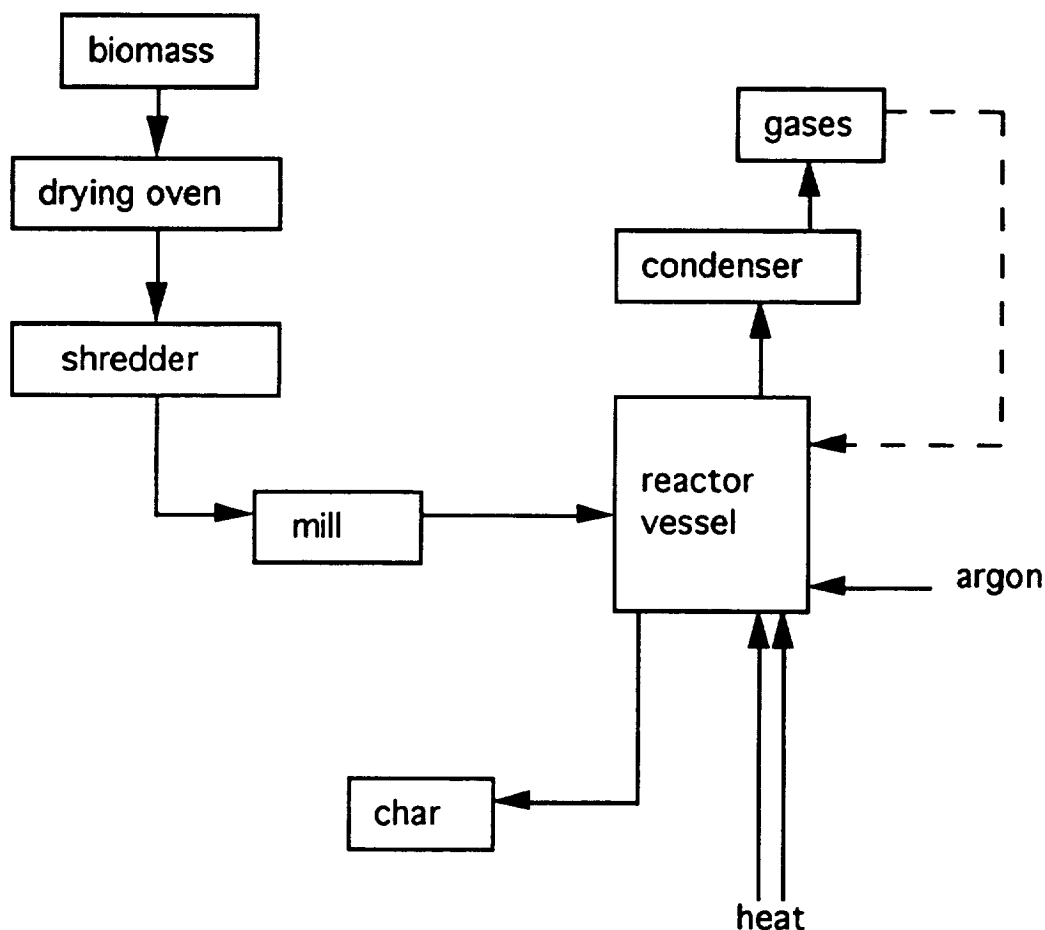 biomass
drying oven
shredder
mill
gases
condenser
reactor
vessel
argon
char
heat